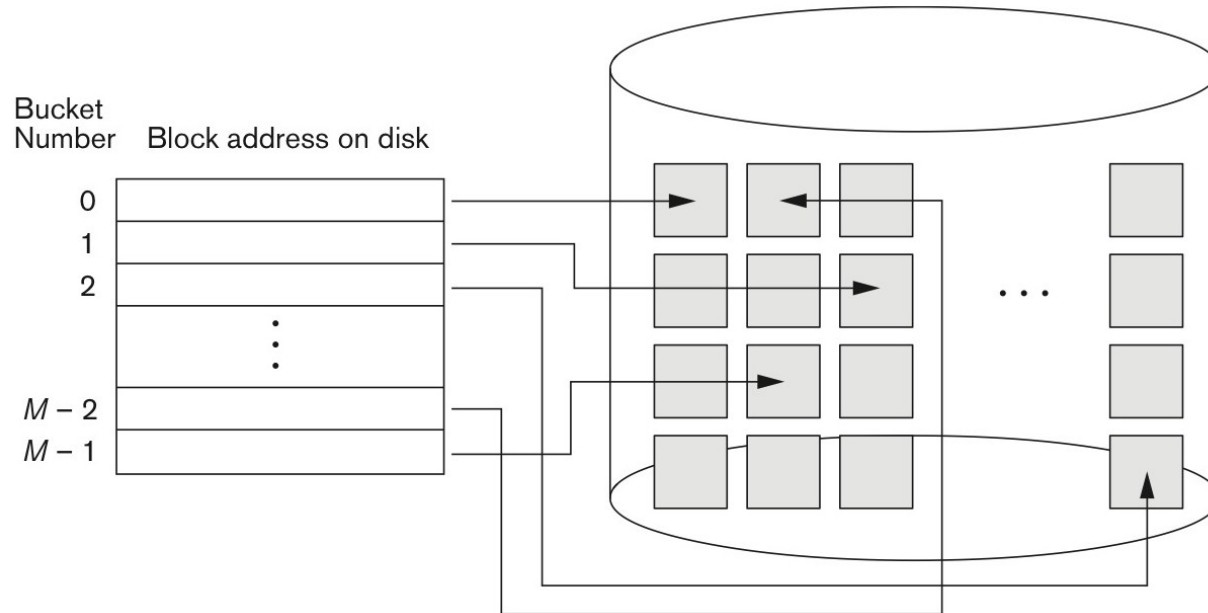 Bucket
Number Block address on disk
0
1
2
⋮
M – 2
M – 1
. . .